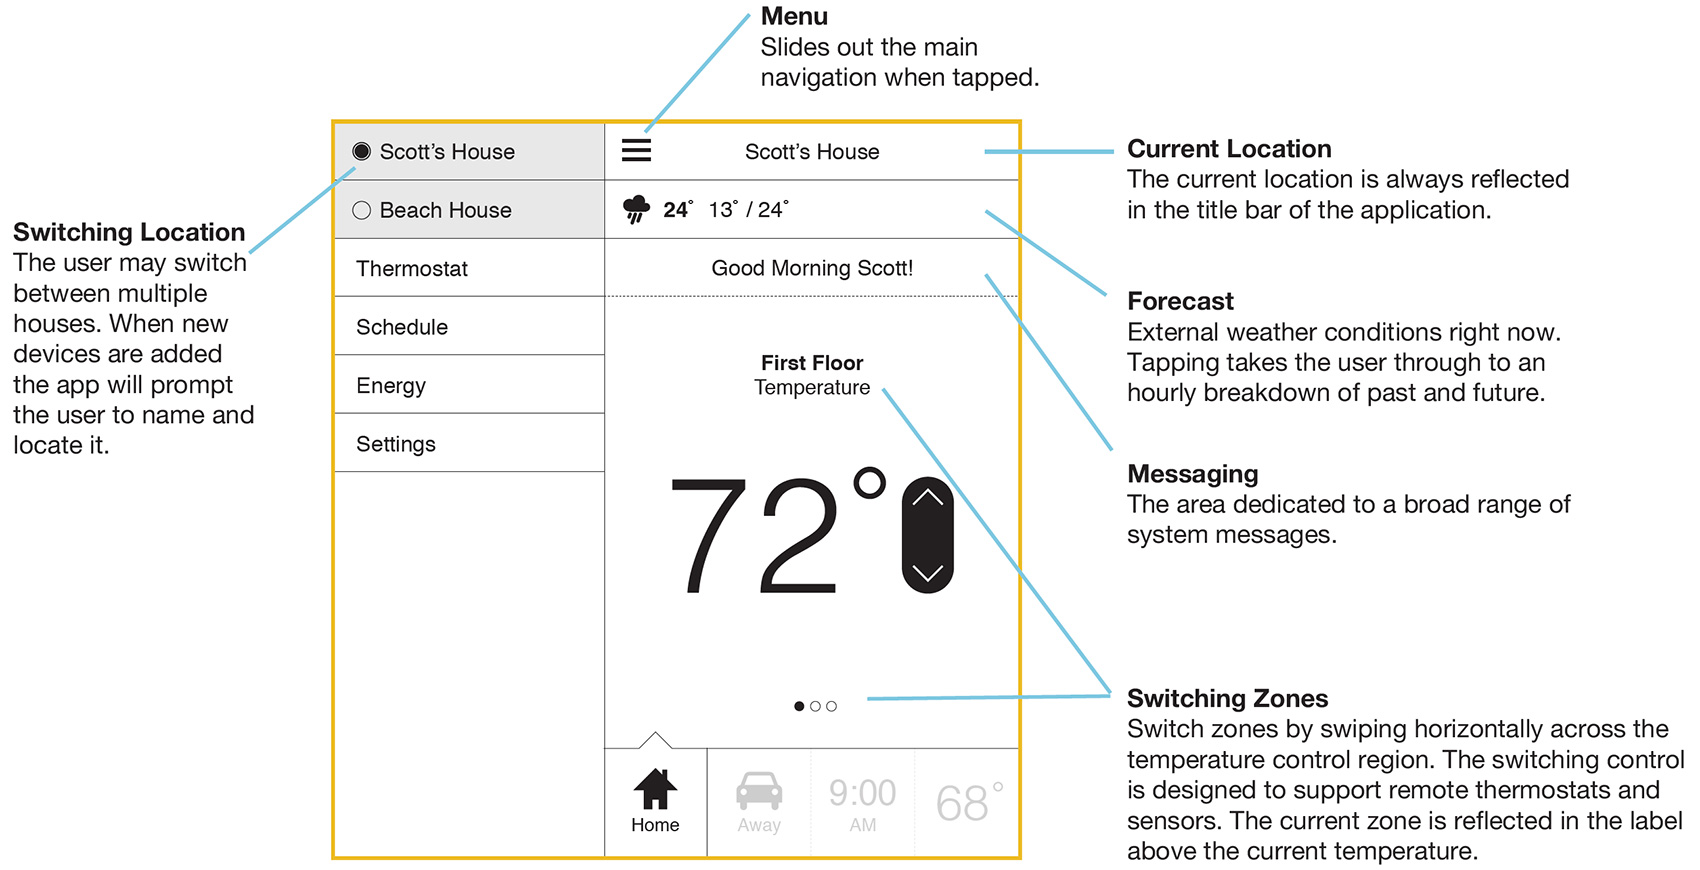 Menu
Slides out the main
navigation when tapped.
Switching Location
The user may switch
between multiple
houses. When new
devices are added
the app will prompt
the user to name and
locate it.
Scott’s House
Beach House
Thermostat
Schedule
Energy
Settings
Scott’s House
24° 13° / 24°
Good Morning Scott!
First Floor
Temperature
72°
Home
Away
9:00
AM
68°
Current Location
The current location is always reflected
in the title bar of the application.
Forecast
External weather conditions right now.
Tapping takes the user through to an
hourly breakdown of past and future.
Messaging
The area dedicated to a broad range of
system messages.
Switching Zones
Switch zones by swiping horizontally across the
temperature control region. The switching control
is designed to support remote thermostats and
sensors. The current zone is reflected in the label
above the current temperature.